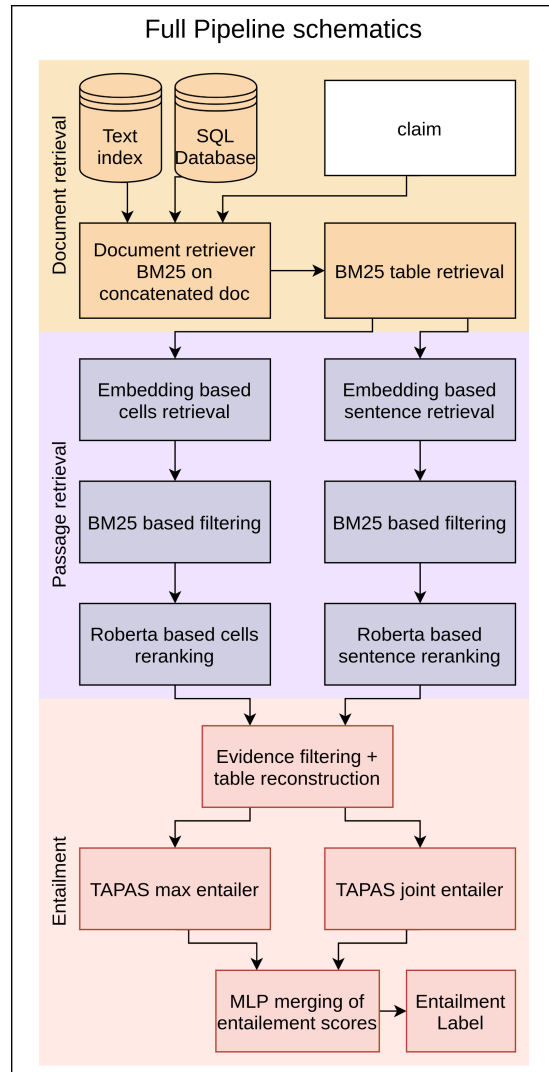 Full Pipeline schematics
Document retrieval
Text
index
SQL
Database
claim
Document retriever
BM25 on
concatenated doc
BM25 table retrieval
Passage retrieval
Embedding based
cells retrieval
Embedding based
sentence retrieval
BM25 based filtering
BM25 based filtering
Roberta based cells
reranking
Roberta based
sentence reranking
Entailment
Evidence filtering +
table reconstruction
TAPAS max entailer
TAPAS joint entailer
MLP merging of
entailement scores
Entailment
Label